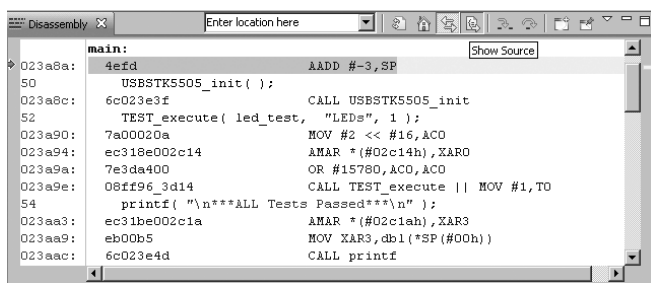 Disassembly
Enter location here
main:
Show Source
023a8a: 4efd AADD #-3,SP
50 USBSTK5505_init( );
023a8c: 6c023e3f CALL USBSTK5505_init
52 TEST_execute( led_test, "LEDs", 1 );
023a90: 7a00020a MOV #2 << #16,AC0
023a94: ec318e002c14 AMAR *(#02c14h),XAR0
023a9a: 7e3da400 OR #15780,AC0,AC0
023a9e: 08ff96_3d14 CALL TEST_execute || MOV #1,T0
54 printf( "\n***ALL Tests Passed***\n" );
023aa3: ec31be002c1a AMAR *(#02c1ah),XAR3
023aa9: eb00b5 MOV XAR3,dbl(*SP(#00h))
023aac: 6c023e4d CALL printf